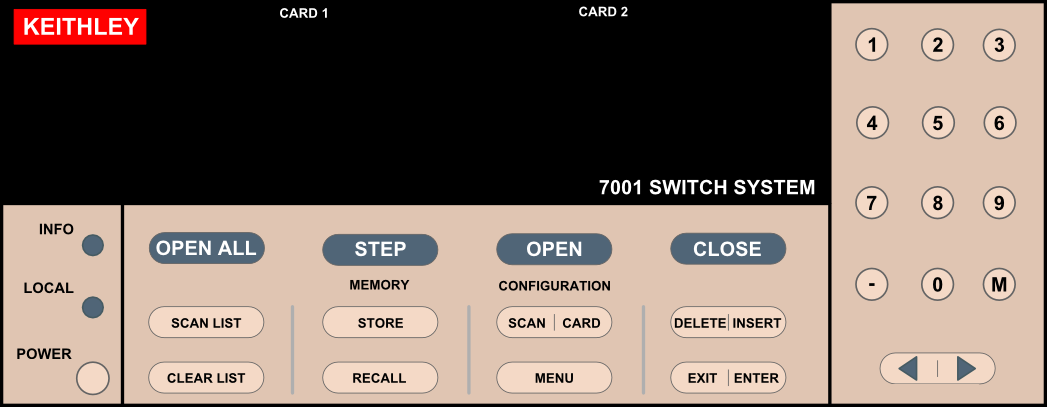 KEITHLEY
CARD 1
CARD 2
7001 SWITCH SYSTEM
INFO
LOCAL
POWER
OPEN ALL
STEP
OPEN
CLOSE
MEMORY
CONFIGURATION
SCAN LIST
STORE
SCAN | CARD
DELETE | INSERT
CLEAR LIST
RECALL
MENU
EXIT | ENTER
1 2 3
4 5 6
7 8 9
- 0 M